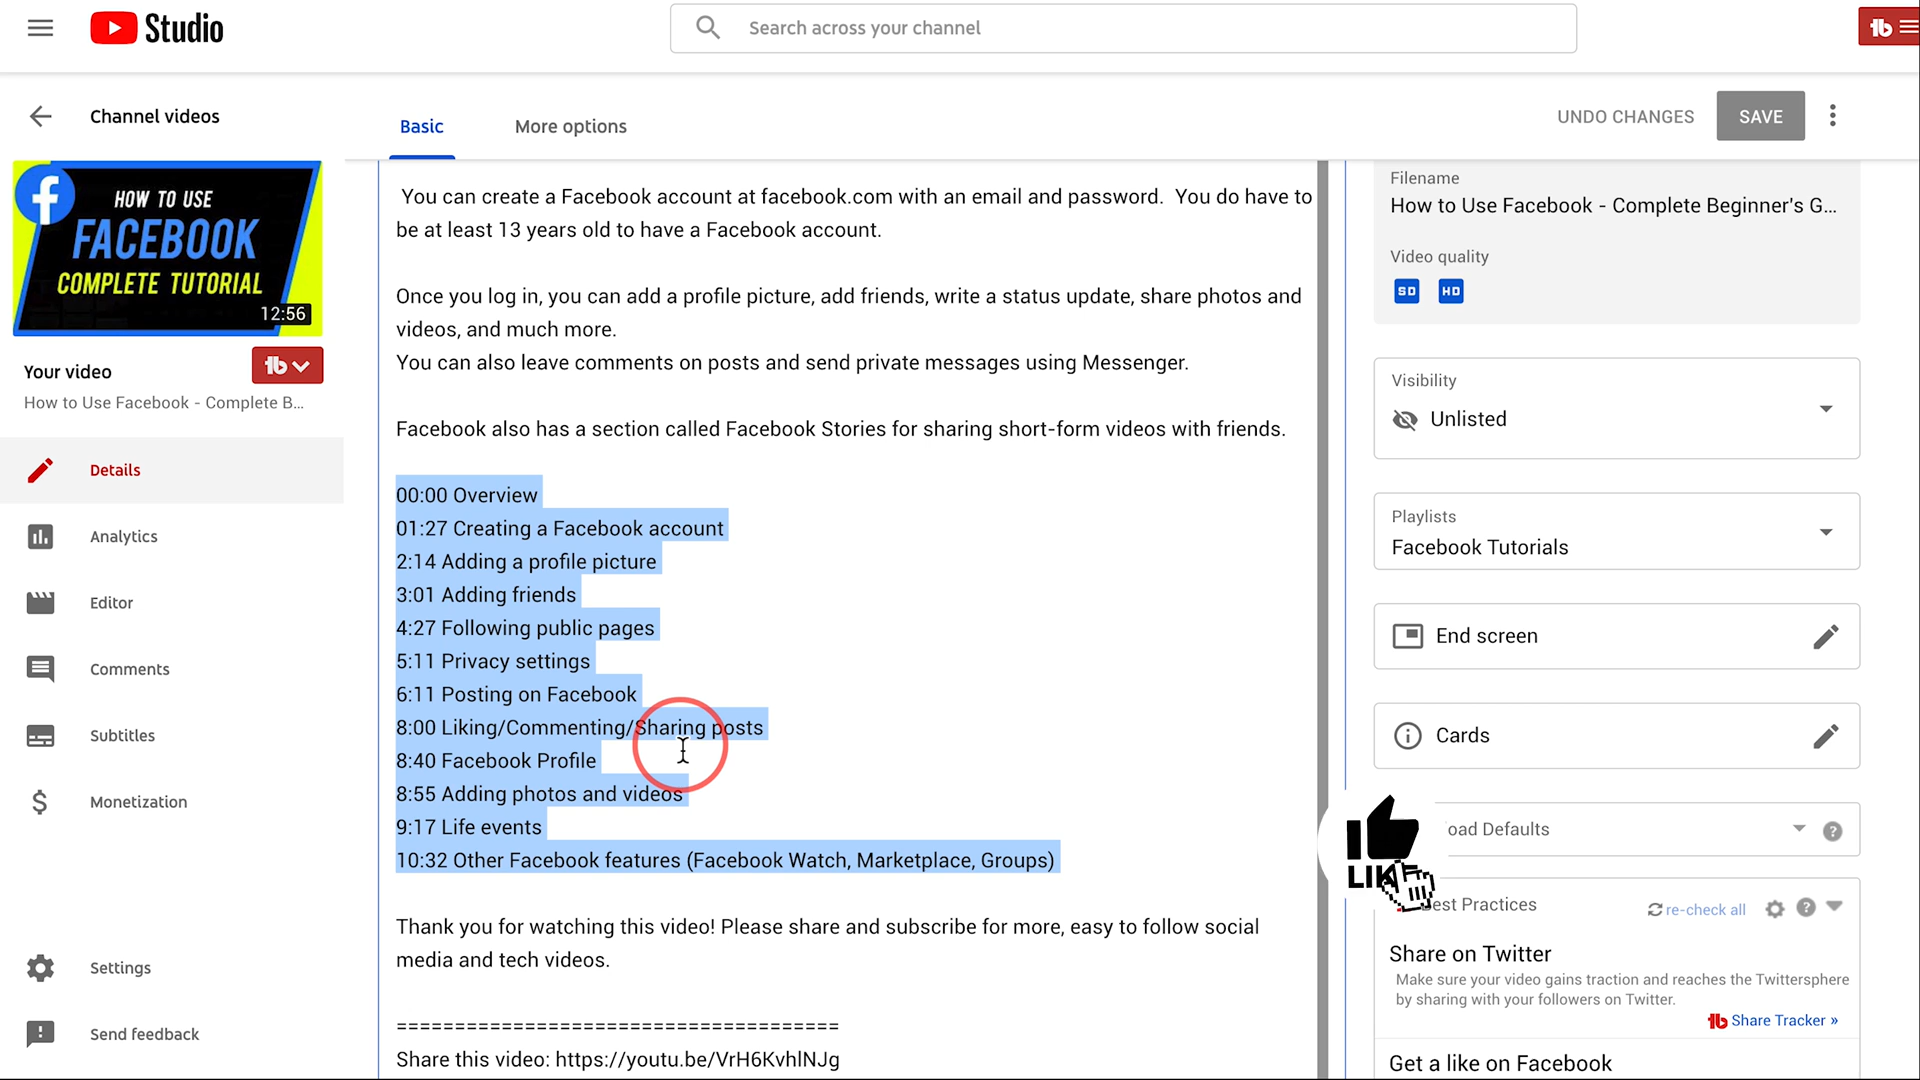 Studio
Search across your channel
tb
Channel videos
Basic
More options
UNDO CHANGES
SAVE
HOW TO USE
FACEBOOK
COMPLETE TUTORIAL
12:56
Your video
tb
How to Use Facebook - Complete B...
Details
Analytics
Editor
Comments
Subtitles
Monetization
Settings
Send feedback
You can create a Facebook account at facebook.com with an email and password.  You do have to
be at least 13 years old to have a Facebook account.
Once you log in, you can add a profile picture, add friends, write a status update, share photos and
videos, and much more.
You can also leave comments on posts and send private messages using Messenger.
Facebook also has a section called Facebook Stories for sharing short-form videos with friends.
00:00 Overview
01:27 Creating a Facebook account
2:14 Adding a profile picture
3:01 Adding friends
4:27 Following public pages
5:11 Privacy settings
6:11 Posting on Facebook
8:00 Liking/Commenting/Sharing posts
8:40 Facebook Profile
8:55 Adding photos and videos
9:17 Life events
10:32 Other Facebook features (Facebook Watch, Marketplace, Groups)
Thank you for watching this video! Please share and subscribe for more, easy to follow social
media and tech videos.
======================================
Share this video: https://youtu.be/VrH6KvhlNJg
Filename
How to Use Facebook - Complete Beginner's G...
Video quality
SD HD
Visibility
Unlisted
Playlists
Facebook Tutorials
End screen
Cards
Defaults
LIKE
Best Practices
re-check all
Share on Twitter
Make sure your video gains traction and reaches the Twittersphere
by sharing with your followers on Twitter.
tb Share Tracker »
Get a like on Facebook